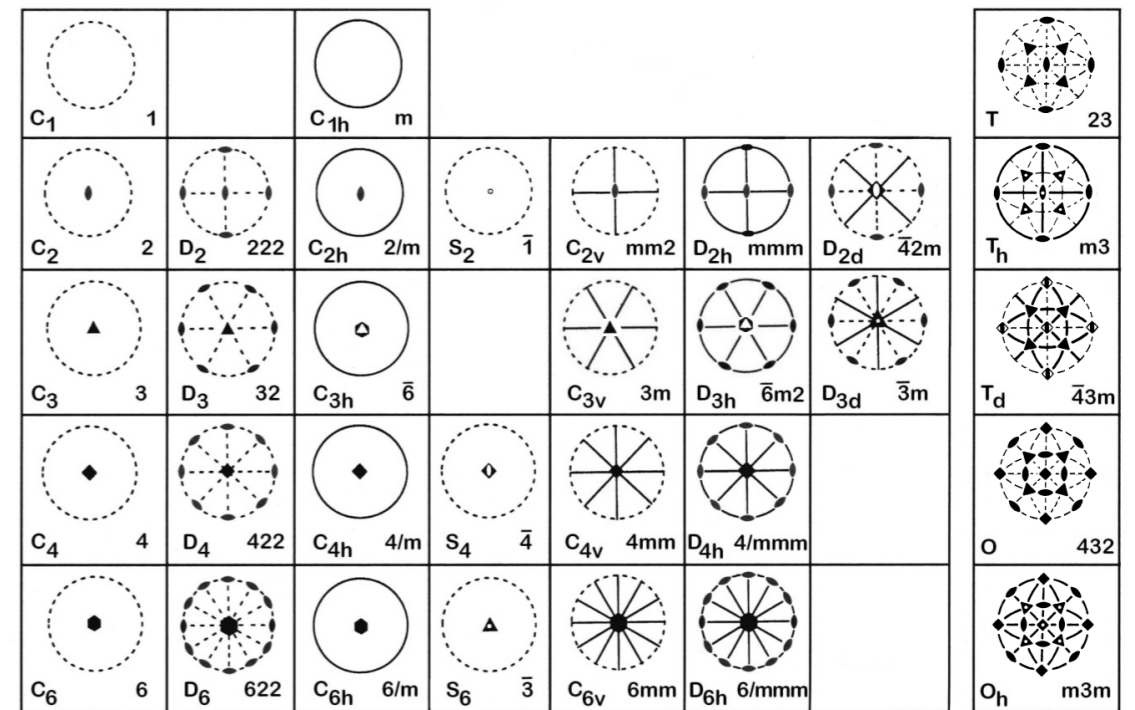 C₁ 1 C₁ₕ m T 23
C₂ 2 D₂ 222 C₂ₕ 2/m S₂ 1̅ C₂ᵥ mm2 D₂ₕ mmm D₂d 4̅2m Tₕ m3
C₃ 3 D₃ 32 C₃ₕ 6̅ C₃ᵥ 3m D₃ₕ 6̅m2 D₃d 3̅m Td 4̅3m
C₄ 4 D₄ 422 C₄ₕ 4/m S₄ 4̅ C₄ᵥ 4mm D₄ₕ 4/mmm O 432
C₆ 6 D₆ 622 C₆ₕ 6/m S₆ 3̅ C₆ᵥ 6mm D₆ₕ 6/mmm Oₕ m3m